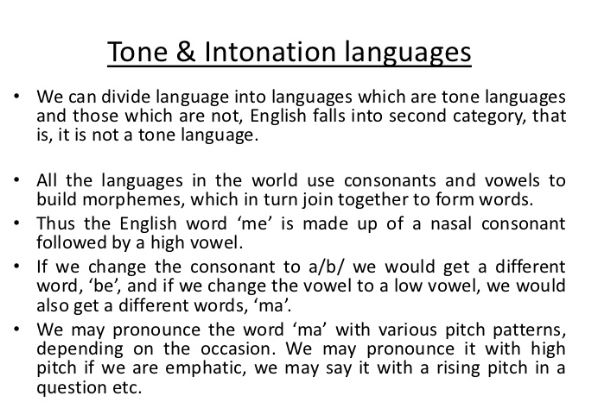 Tone & Intonation languages
• We can divide language into languages which are tone languages
and those which are not, English falls into second category, that
is, it is not a tone language.
• All the languages in the world use consonants and vowels to
build morphemes, which in turn join together to form words.
• Thus the English word ‘me’ is made up of a nasal consonant
followed by a high vowel.
• If we change the consonant to a/b/ we would get a different
word, ‘be’, and if we change the vowel to a low vowel, we would
also get a different words, ‘ma’.
• We may pronounce the word ‘ma’ with various pitch patterns,
depending on the occasion. We may pronounce it with high
pitch if we are emphatic, we may say it with a rising pitch in a
question etc.